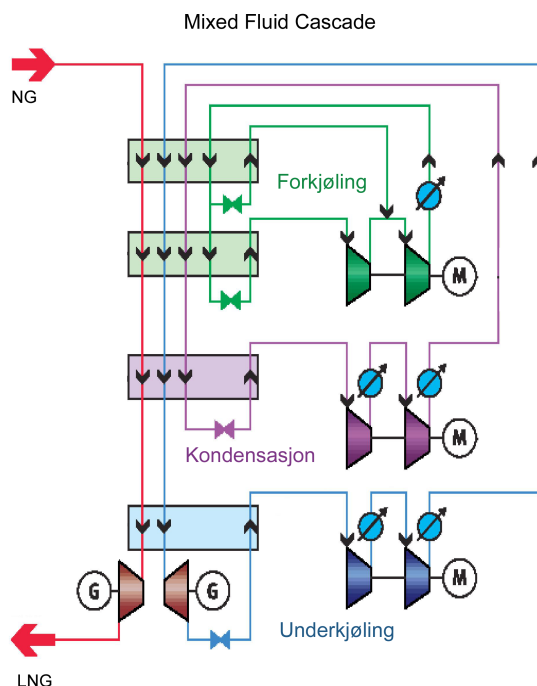 Mixed Fluid Cascade
NG
Forkjøling
M
Kondensasjon
M
G
G
M
Underkjøling
LNG